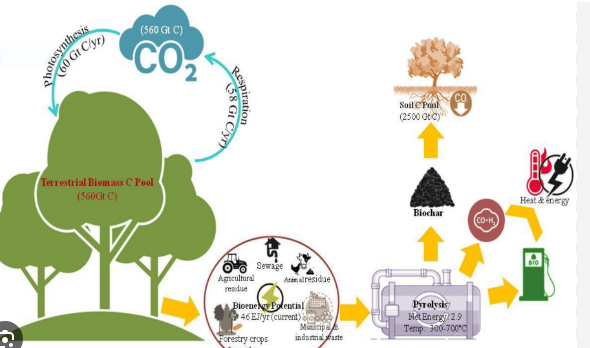 Photosynthesis
(60 Gt C/yr)
(560 Gt C)
CO2
Respiration
(58 Gt C/yr)
Terrestrial Biomass C Pool
(560Gt C)
Agricultural
residue
Sewage
Animal residue
Bioenergy Potential
46 EJ/yr (current)
Forestry crops
Municipal &
industrial waste
Pyrolysis
Net Energy/2.9
Temp: 300-700°C
Biochar
Soil C Pool
(2500 Gt C)
CO
CO+H2
Heat & energy
BIO